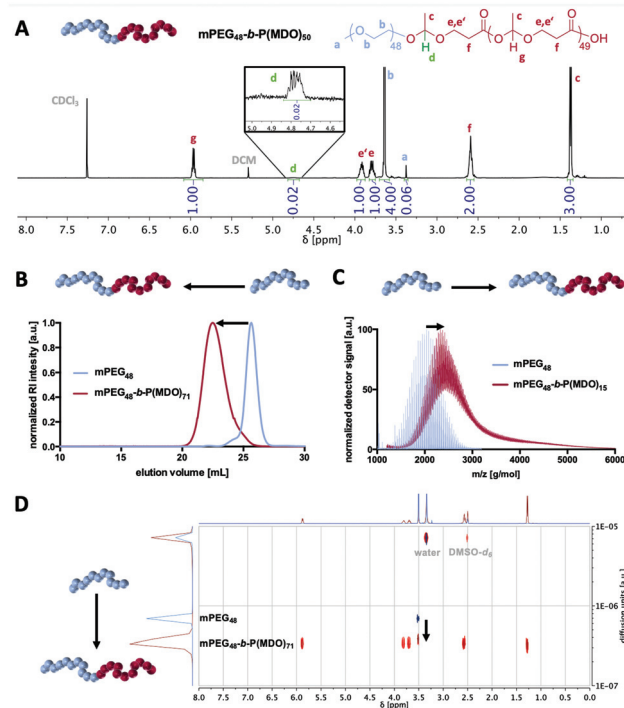 A
mPEG48-b-P(MDO)50
a
O
b
b
48
O
c
H
d
O
e,e'
f
O
O
c
H
g
O
e,e'
f
O
49
OH
CDCl3
g
d
5.0 4.9 4.8 4.7 4.6
0.02
DCM
d
e' e
b
a
f
c
1.00
0.02
1.00
1.00
4.00
0.06
2.00
3.00
8.0 7.5 7.0 6.5 6.0 5.5 5.0 4.5 4.0 3.5 3.0 2.5 2.0 1.5 1.0
δ [ppm]
B
normalized RI intesity [a.u.]
1.0
0.8
0.6
0.4
0.2
0.0
mPEG48
mPEG48-b-P(MDO)71
10 15 20 25 30
elution volume [mL]
C
normalized detector signal [a.u.]
100
50
0
mPEG48
mPEG48-b-P(MDO)15
1000 2000 3000 4000 5000 6000
m/z [g/mol]
D
water
DMSO-d6
mPEG48
mPEG48-b-P(MDO)71
1E-05
1E-06
1E-07
diffusion units [a.u.]
8.0 7.5 7.0 6.5 6.0 5.5 5.0 4.5 4.0 3.5 3.0 2.5 2.0 1.5 1.0 0.5 0.0
δ [ppm]